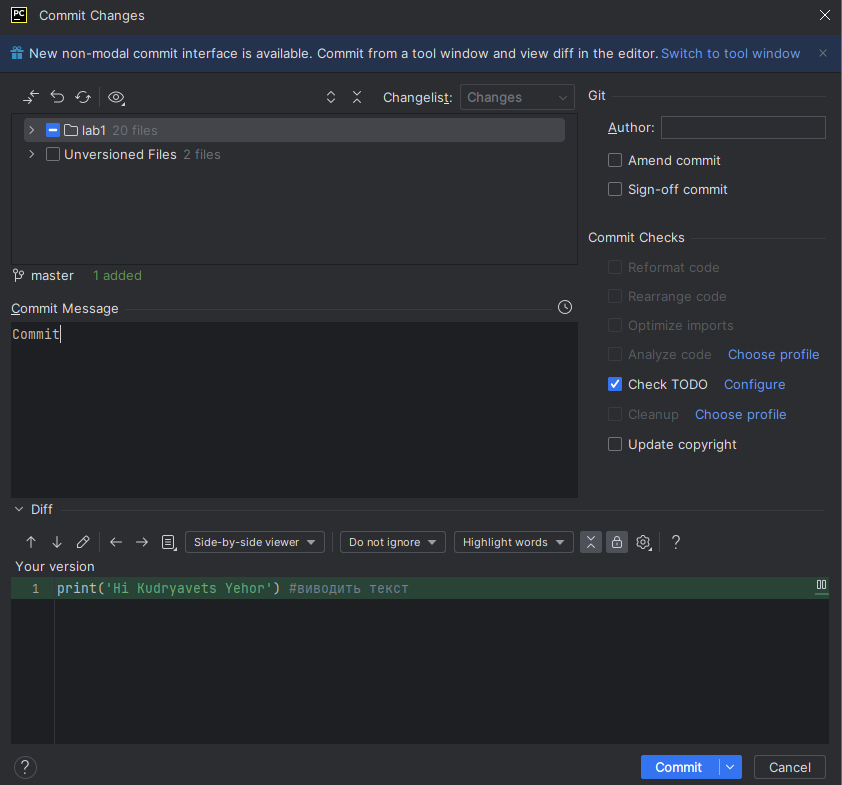 PC Commit Changes
New non-modal commit interface is available. Commit from a tool window and view diff in the editor. Switch to tool window
Changelist: Changes
lab1 20 files
Unversioned Files 2 files
master 1 added
Commit Message
Commit
Git
Author:
Amend commit
Sign-off commit
Commit Checks
Reformat code
Rearrange code
Optimize imports
Analyze code Choose profile
Check TODO Configure
Cleanup Choose profile
Update copyright
Diff
Side-by-side viewer Do not ignore Highlight words ?
Your version
1 print('Hi Kudryavets Yehor') #виводить текст
? Commit Cancel